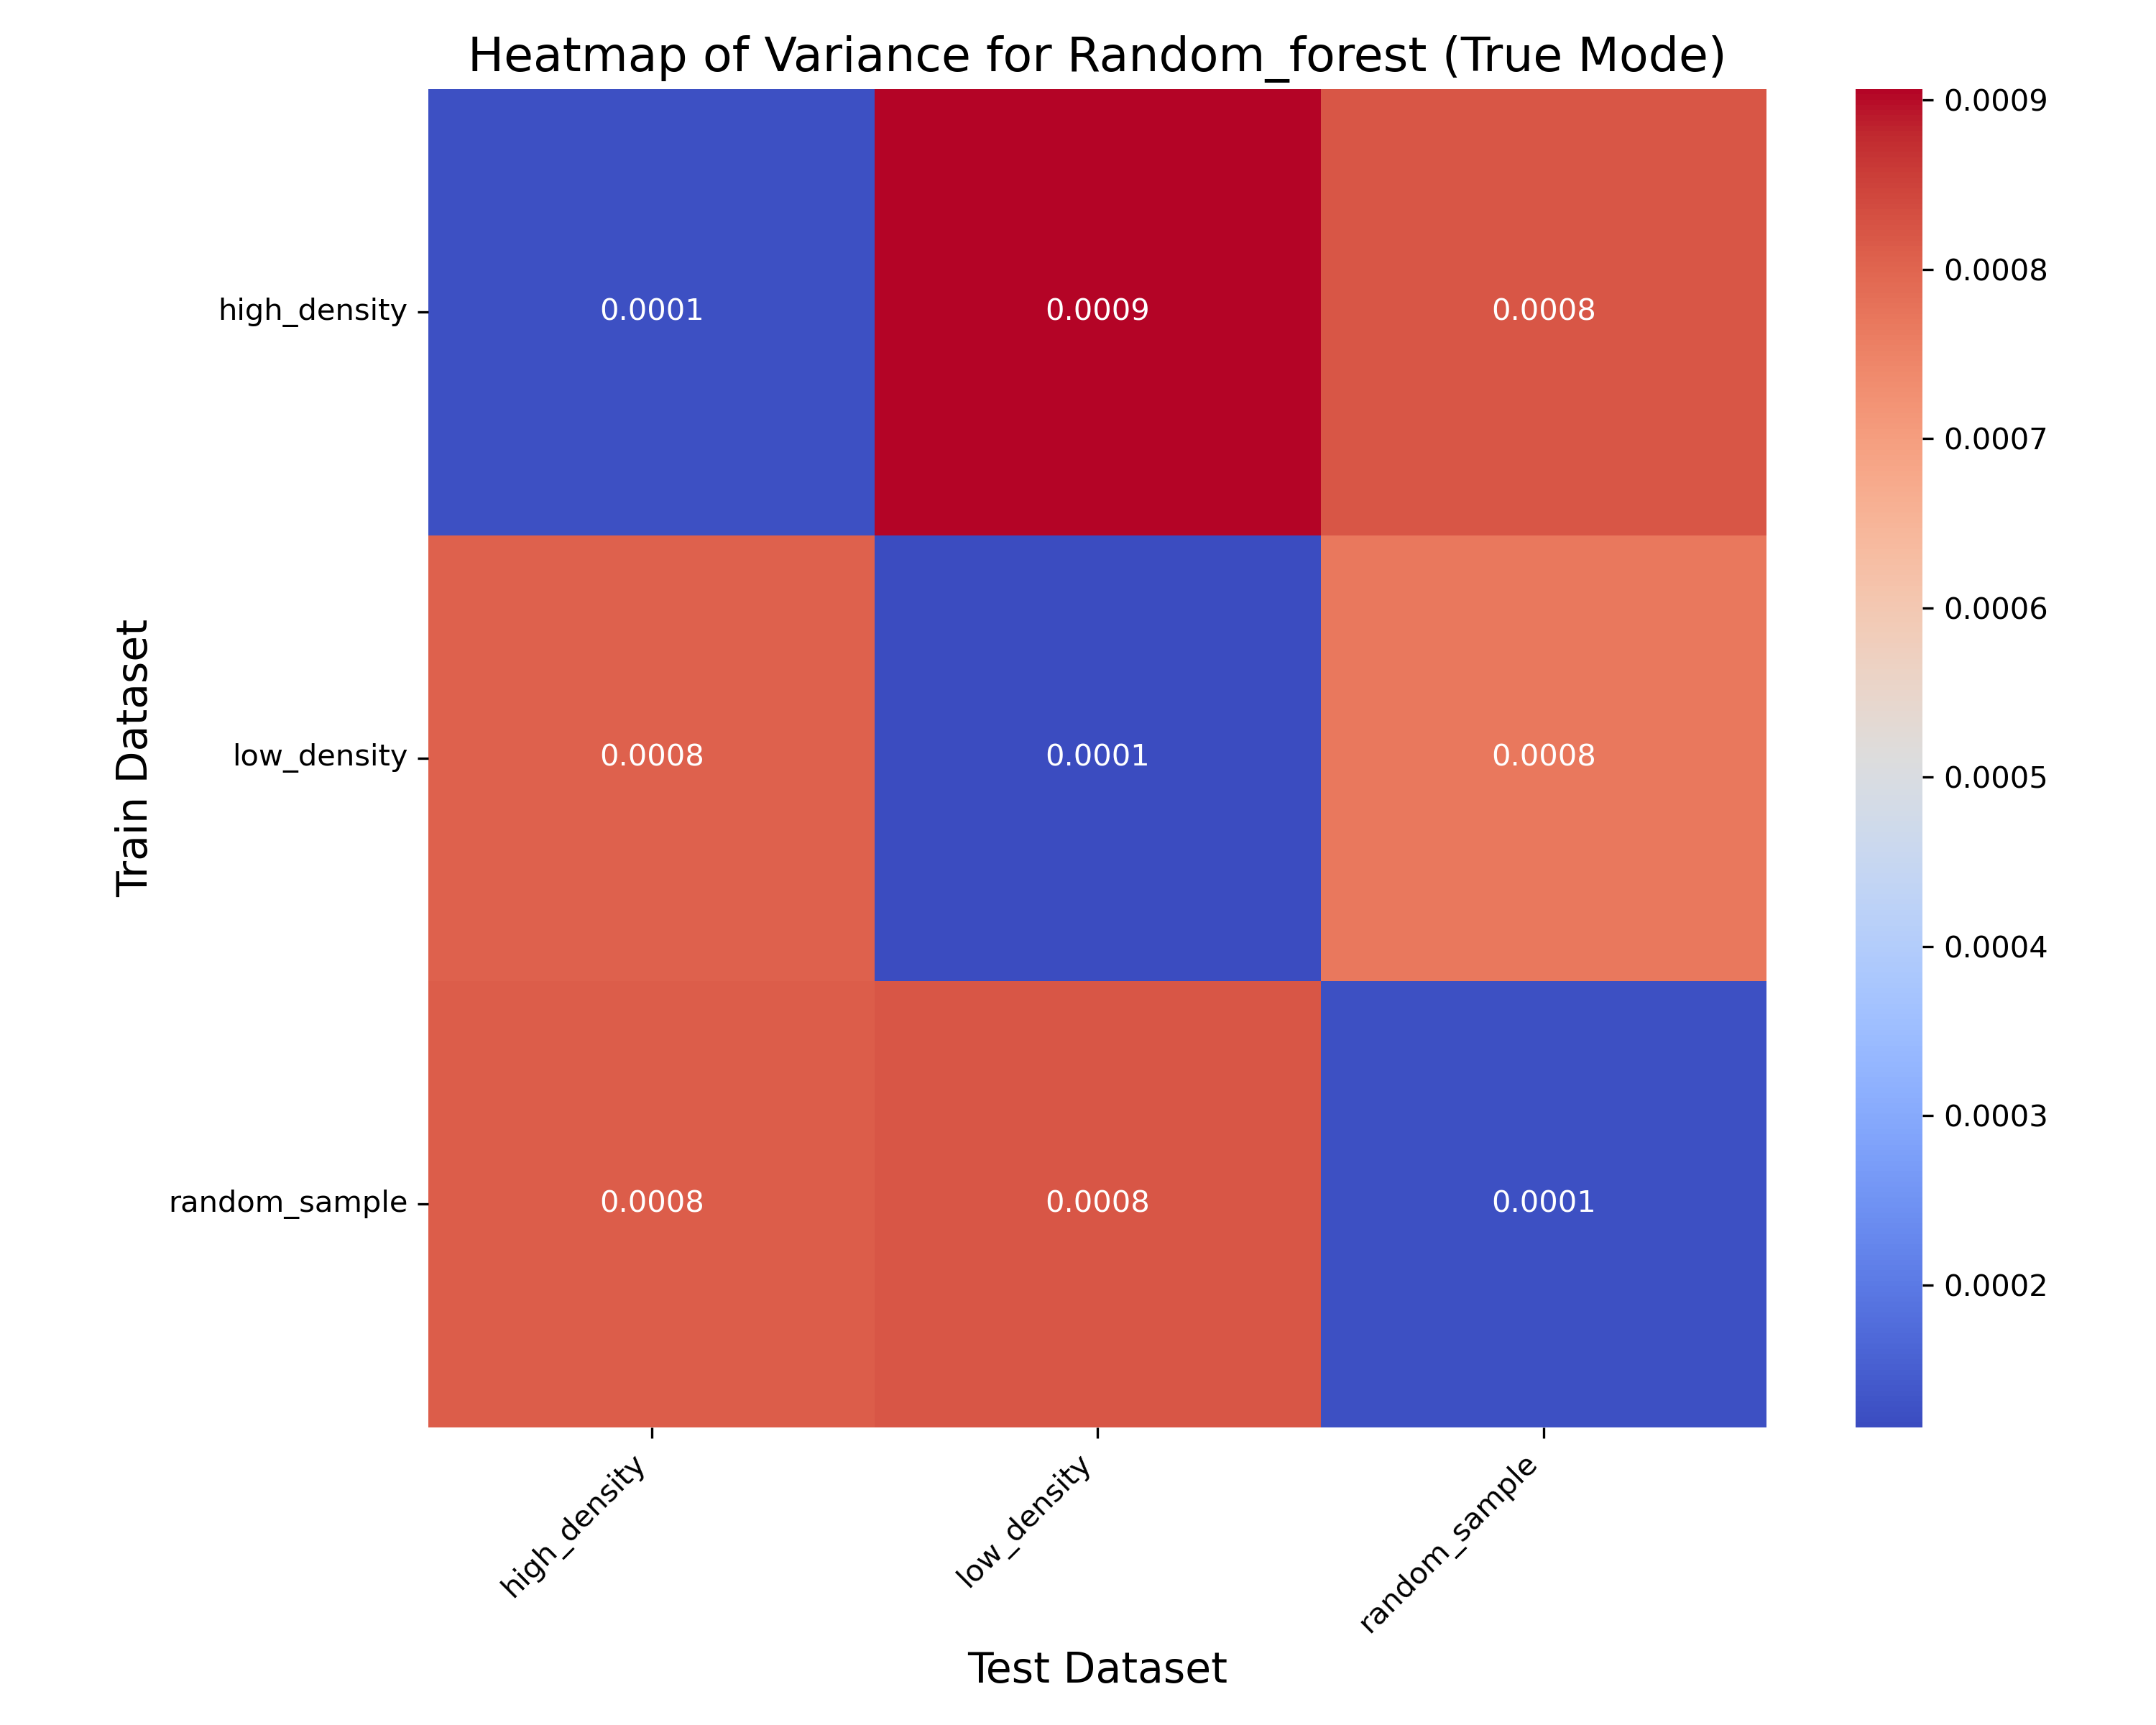 Heatmap of Variance for Random_forest (True Mode)
Train Dataset
high_density
0.0001
0.0009
0.0008
low_density
0.0008
0.0001
0.0008
random_sample
0.0008
0.0008
0.0001
high_density
low_density
random_sample
Test Dataset
0.0009
0.0008
0.0007
0.0006
0.0005
0.0004
0.0003
0.0002